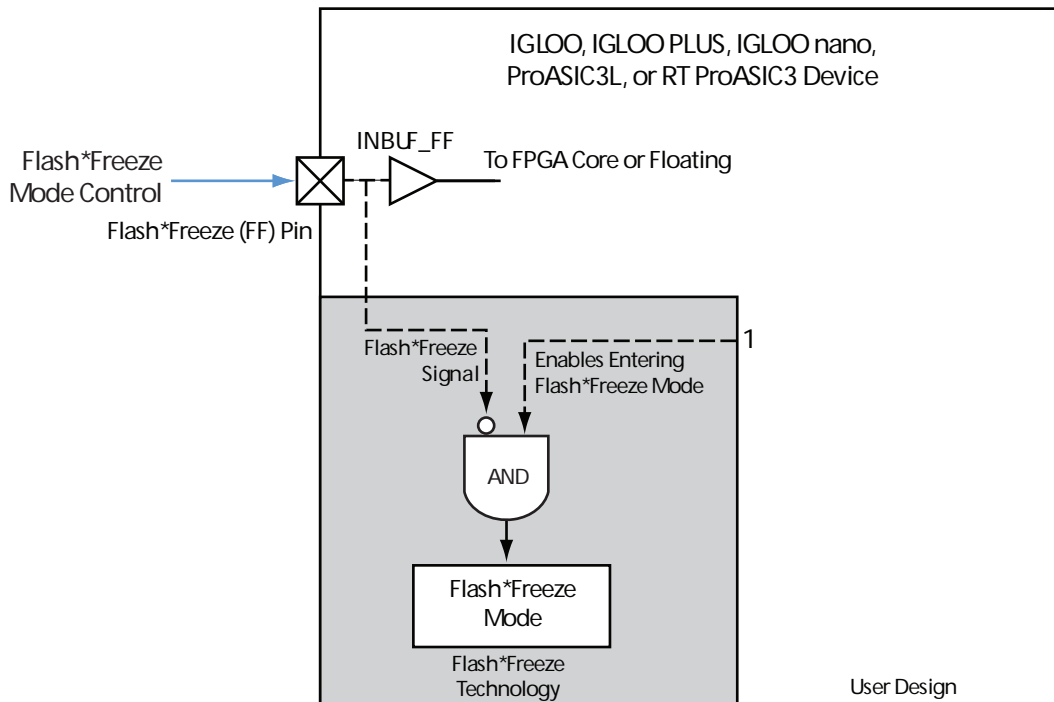 IGLOO, IGLOO PLUS, IGLOO nano,
ProASIC3L, or RT ProASIC3 Device
INBUF_FF
To FPGA Core or Floating
Flash*Freeze
Mode Control
Flash*Freeze (FF) Pin
Flash*Freeze
Signal
Enables Entering
Flash*Freeze Mode
1
AND
Flash*Freeze
Mode
Flash*Freeze
Technology
User Design